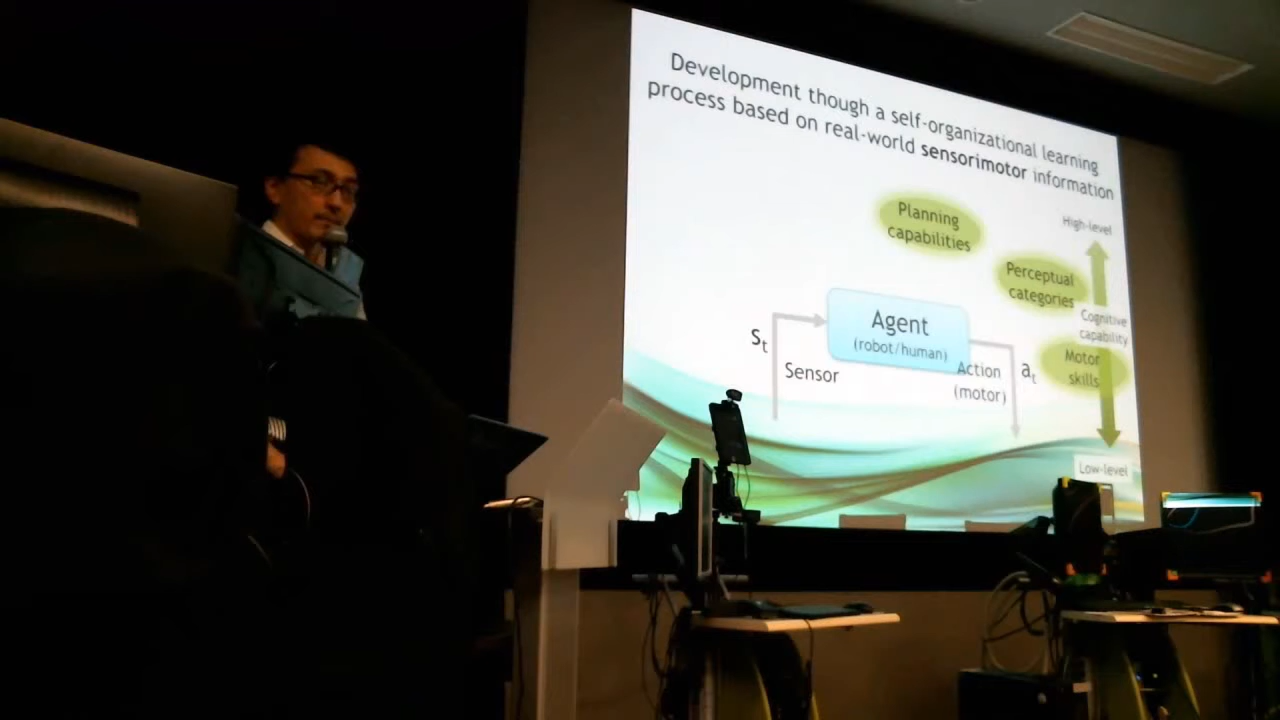 Development though a self-organizational learning
process based on real-world sensorimotor information
Planning
capabilities
High-level
Perceptual
categories
Cognitive
capability
Agent
(robot/human)
St
Sensor
Action
(motor)
at
Motor
skills
Low-level